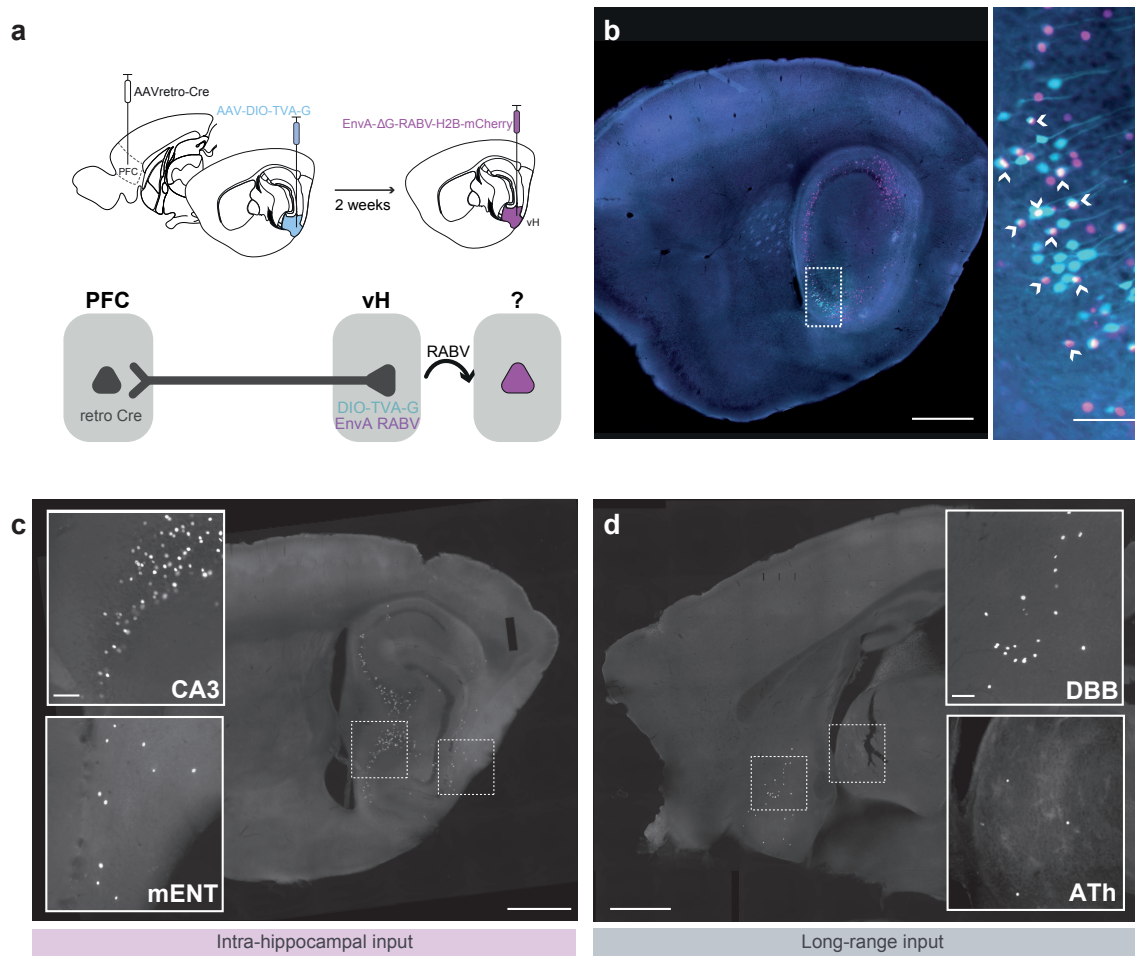 a
AAVretro-Cre
AAV-DIO-TVA-G
EnvA-ΔG-RABV-H2B-mCherry
PFC
2 weeks
vH
PFC
vH
?
RABV
retro Cre
DIO-TVA-G
EnvA RABV
b
c
CA3
mENT
Intra-hippocampal input
d
DBB
ATh
Long-range input